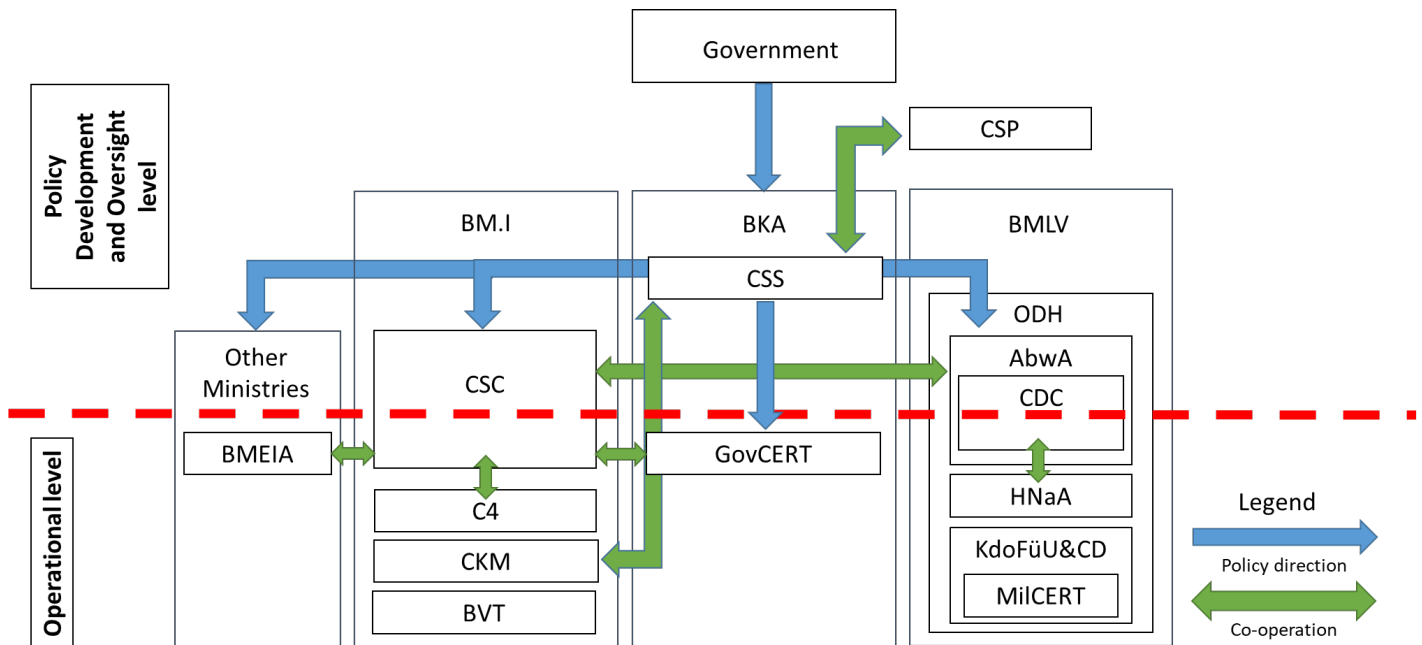 Government
CSP
Policy
Development
and Oversight
level
BM.I
BKA
BMLV
CSS
ODH
Other
Ministries
CSC
AbwA
CDC
BMEIA
GovCERT
Operational level
C4
HNaA
Legend
CKM
KdoFüU&CD
Policy direction
BVT
MilCERT
Co-operation